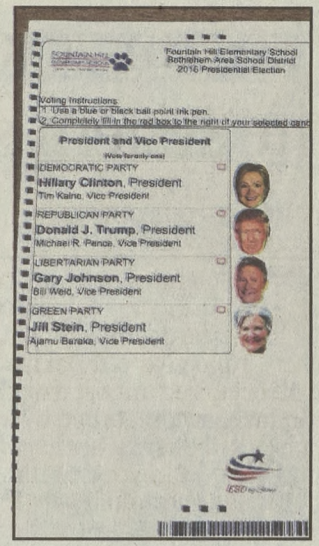 FOUNTAIN HILL
ELEMENTARY SCHOOL
Fountain Hill Elementary School
Bethlehem Area School District
2016 Presidential Election
Voting Instructions
1. Use a blue or black ball point ink pen.
2. Completely fill in the red box to the right of your selected cand
President and Vice President
(Vote for only one)
DEMOCRATIC PARTY
Hillary Clinton, President
Tim Kaine, Vice President
REPUBLICAN PARTY
Donald J. Trump, President
Michael R. Pence, Vice President
LIBERTARIAN PARTY
Gary Johnson, President
Bill Weld, Vice President
GREEN PARTY
Jill Stein, President
Ajamu Baraka, Vice President